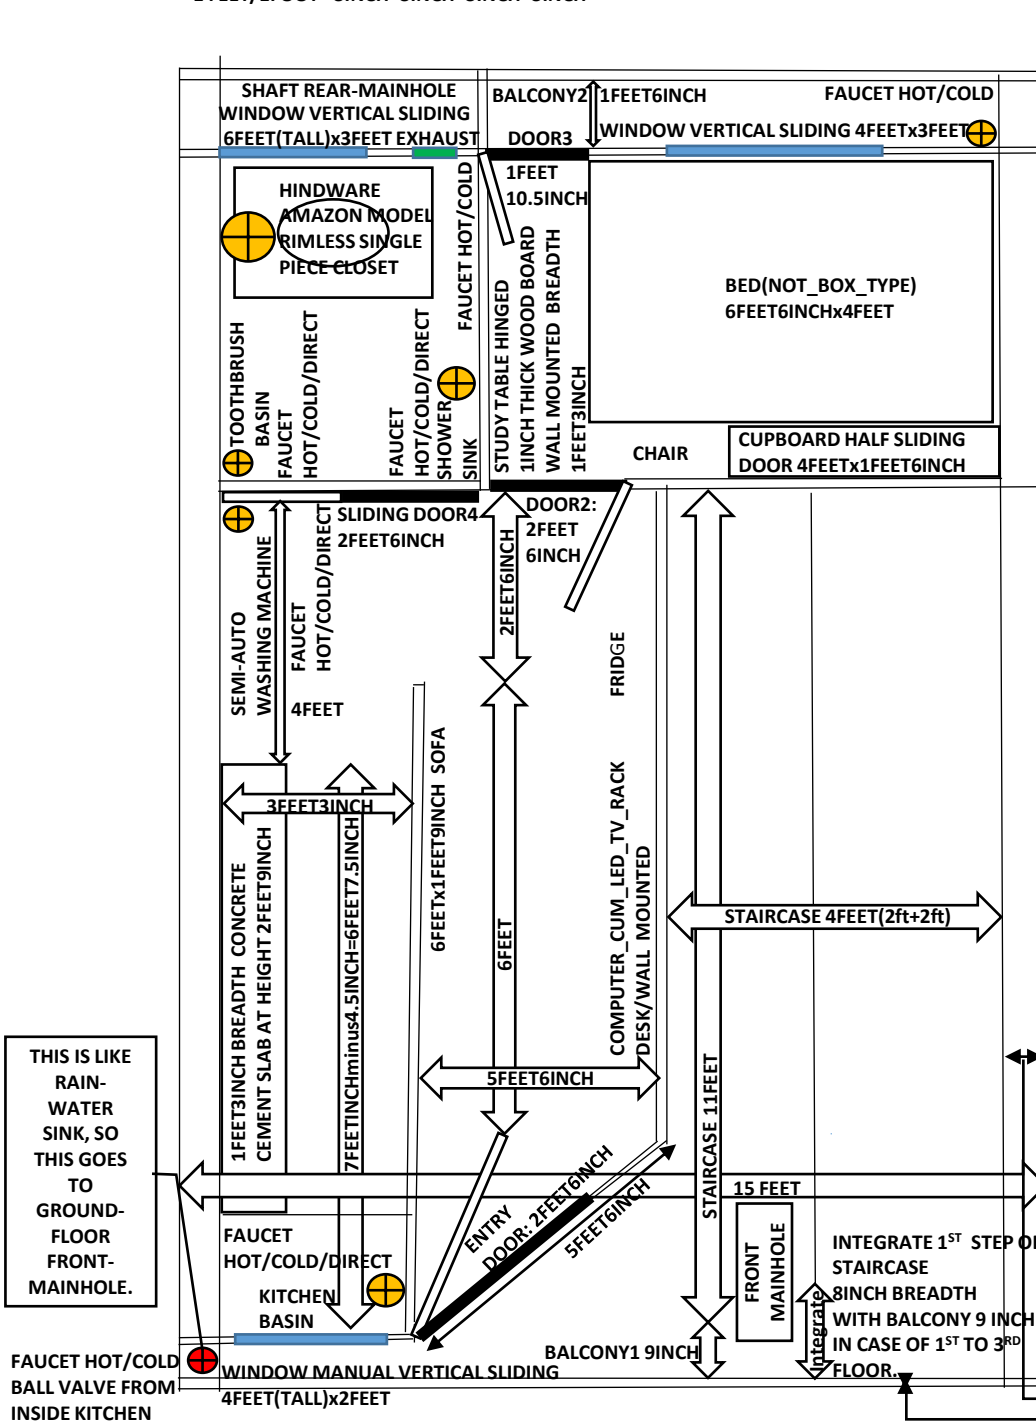 SHAFT REAR-MAINHOLE
WINDOW VERTICAL SLIDING
6FEET(TALL)x3FEET EXHAUST
BALCONY2
1FEET6INCH
FAUCET HOT/COLD
WINDOW VERTICAL SLIDING 4FEETx3FEET
DOOR3
1FEET
10.5INCH
HINDWARE
AMAZON MODEL
RIMLESS SINGLE
PIECE CLOSET
FAUCET HOT/COLD
BED(NOT_BOX_TYPE)
6FEET6INCHx4FEET
STUDY TABLE HINGED
1INCH THICK WOOD BOARD
WALL MOUNTED BREADTH
1FEET3INCH
TOOTHBRUSH
BASIN
FAUCET
HOT/COLD/DIRECT
FAUCET
HOT/COLD/DIRECT
SHOWER
SINK
CHAIR
CUPBOARD HALF SLIDING
DOOR 4FEETx1FEET6INCH
SLIDING DOOR4
2FEET6INCH
DOOR2:
2FEET
6INCH
2FEET6INCH
SEMI-AUTO
WASHING MACHINE
FAUCET
HOT/COLD/DIRECT
4FEET
FRIDGE
3FEET3INCH
6FEETx1FEET9INCH SOFA
6FEET
COMPUTER_CUM_LED_TV_RACK
DESK/WALL MOUNTED
STAIRCASE 4FEET(2ft+2ft)
1FEET3INCH BREADTH CONCRETE
CEMENT SLAB AT HEIGHT 2FEET9INCH
7FEETINCHminus4.5INCH=6FEET7.5INCH
5FEET6INCH
STAIRCASE 11FEET
THIS IS LIKE
RAIN-
WATER
SINK, SO
THIS GOES
TO
GROUND-
FLOOR
FRONT-
MAINHOLE.
15 FEET
ENTRY
DOOR: 2FEET6INCH
5FEET6INCH
FAUCET
HOT/COLD/DIRECT
KITCHEN
BASIN
FRONT
MAINHOLE
Integrate
INTEGRATE 1ST STEP OF
STAIRCASE
8INCH BREADTH
WITH BALCONY 9 INCH
IN CASE OF 1ST TO 3RD
FLOOR.
BALCONY1 9INCH
FAUCET HOT/COLD
BALL VALVE FROM
INSIDE KITCHEN
WINDOW MANUAL VERTICAL SLIDING
4FEET(TALL)x2FEET